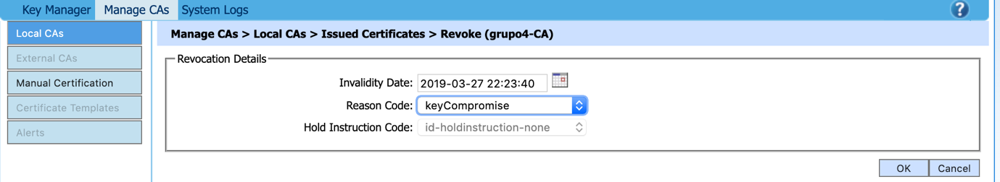 Key Manager Manage CAs System Logs ?
Local CAs
Manage CAs > Local CAs > Issued Certificates > Revoke (grupo4-CA)
External CAs
Revocation Details
Manual Certification
Invalidity Date: 2019-03-27 22:23:40
Certificate Templates
Reason Code: keyCompromise
Alerts
Hold Instruction Code: id-holdinstruction-none
OK Cancel